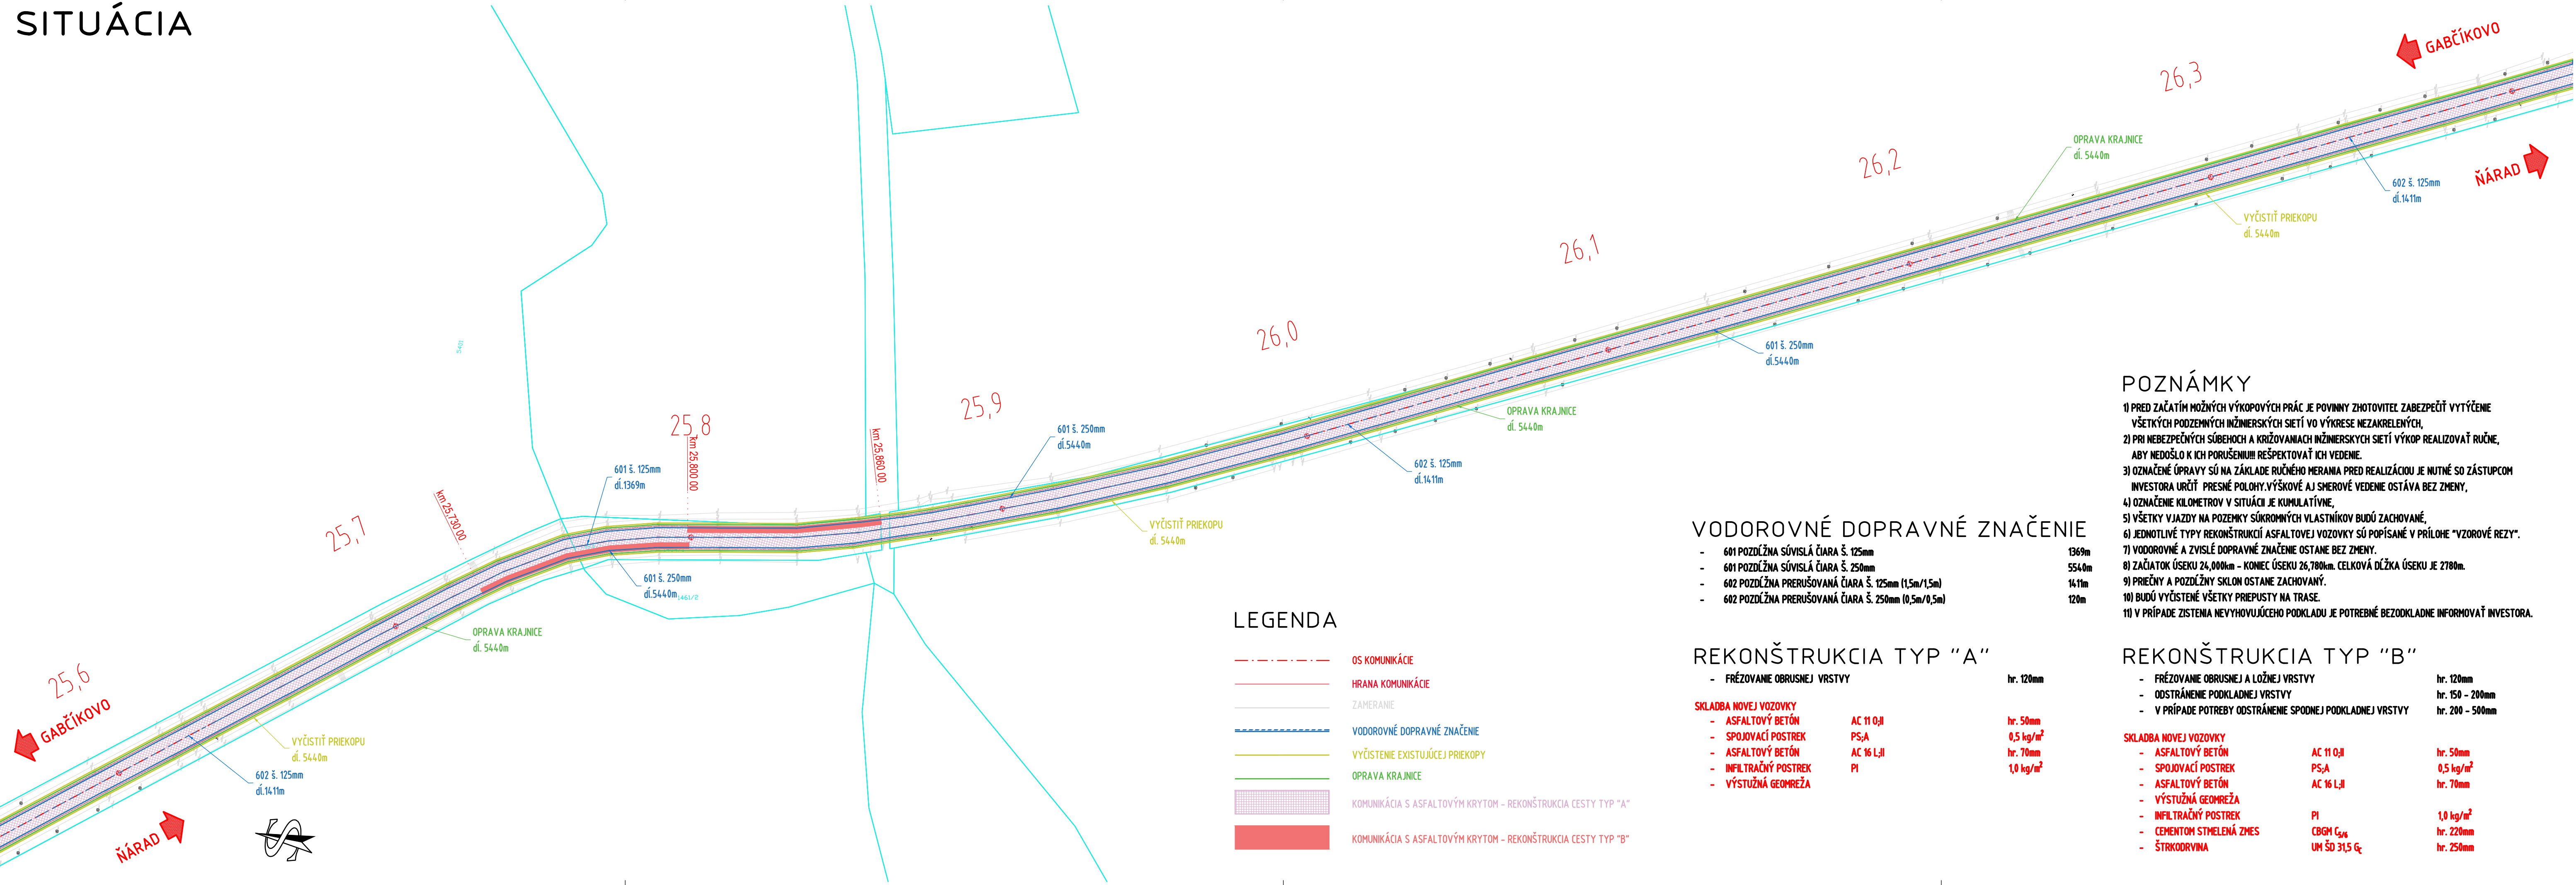 SITUÁCIA
GABČÍKOVO
26,3
OPRAVA KRAJNICE
dĺ. 5440m
26,2
ŇÁRAD
602 š. 125mm
dĺ.1411m
VYČISTIŤ PRIEKOPU
dĺ. 5440m
26,1
26,0
601 š. 250mm
dĺ.5440m
25,9
OPRAVA KRAJNICE
dĺ. 5440m
25,8
km 25,800 00
km 25,860 00
601 š. 250mm
dĺ.5440m
602 š. 125mm
dĺ.1411m
601 š. 125mm
dĺ.1369m
25,7
km 25,730 00
VYČISTIŤ PRIEKOPU
dĺ. 5440m
601 š. 250mm
dĺ.5440m
1461/2
OPRAVA KRAJNICE
dĺ. 5440m
25,6
GABČÍKOVO
VYČISTIŤ PRIEKOPU
dĺ. 5440m
602 š. 125mm
dĺ.1411m
ŇÁRAD
LEGENDA
OS KOMUNIKÁCIE
HRANA KOMUNIKÁCIE
ZAMERANIE
VODOROVNÉ DOPRAVNÉ ZNAČENIE
VYČISTENIE EXISTUJÚCEJ PRIEKOPY
OPRAVA KRAJNICE
KOMUNIKÁCIA S ASFALTOVÝM KRYTOM - REKONŠTRUKCIA CESTY TYP "A"
KOMUNIKÁCIA S ASFALTOVÝM KRYTOM - REKONŠTRUKCIA CESTY TYP "B"
VODOROVNÉ DOPRAVNÉ ZNAČENIE
- 601 POZDĹŽNA SÚVISLÁ ČIARA Š. 125mm 1369m
- 601 POZDĹŽNA SÚVISLÁ ČIARA Š. 250mm 5540m
- 602 POZDĹŽNA PRERUŠOVANÁ ČIARA Š. 125mm (1,5m/1,5m) 1411m
- 602 POZDĹŽNA PRERUŠOVANÁ ČIARA Š. 250mm (0,5m/0,5m) 120m
REKONŠTRUKCIA TYP "A"
- FRÉZOVANIE OBRUSNEJ VRSTVY hr. 120mm
SKLADBA NOVEJ VOZOVKY
- ASFALTOVÝ BETÓN AC 11 O;II hr. 50mm
- SPOJOVACÍ POSTREK PS;A 0,5 kg/m²
- ASFALTOVÝ BETÓN AC 16 L;II hr. 70mm
- INFILTRAČNÝ POSTREK PI 1,0 kg/m²
- VÝSTUŽNÁ GEOMREŽA
POZNÁMKY
1) PRED ZAČATÍM MOŽNÝCH VÝKOPOVÝCH PRÁC JE POVINNÝ ZHOTOVITEĽ ZABEZPEČIŤ VYTÝČENIE
VŠETKÝCH PODZEMNÝCH INŽINIERSKÝCH SIETÍ VO VÝKRESE NEZAKRELENÝCH,
2) PRI NEBEZPEČNÝCH SÚBEHOCH A KRIŽOVANIACH INŽINIERSKYCH SIETÍ VÝKOP REALIZOVAŤ RUČNE,
ABY NEDOŠLO K ICH PORUŠENIU!!! REŠPEKTOVAŤ ICH VEDENIE.
3) OZNAČENÉ ÚPRAVY SÚ NA ZÁKLADE RUČNÉHO MERANIA PRED REALIZÁCIOU JE NUTNÉ SO ZÁSTUPCOM
INVESTORA URČIŤ PRESNÉ POLOHY.VÝŠKOVÉ AJ SMEROVÉ VEDENIE OSTÁVA BEZ ZMENY,
4) OZNAČENIE KILOMETROV V SITUÁCII JE KUMULATÍVNE,
5) VŠETKY VJAZDY NA POZEMKY SÚKROMNÝCH VLASTNÍKOV BUDÚ ZACHOVANÉ,
6) JEDNOTLIVÉ TYPY REKONŠTRUKCIÍ ASFALTOVEJ VOZOVKY SÚ POPÍSANÉ V PRÍLOHE "VZOROVÉ REZY".
7) VODOROVNÉ A ZVISLÉ DOPRAVNÉ ZNAČENIE OSTANE BEZ ZMENY.
8) ZAČIATOK ÚSEKU 24,000km - KONIEC ÚSEKU 26,780km. CELKOVÁ DĹŽKA ÚSEKU JE 2780m.
9) PRIEČNY A POZDĹŽNY SKLON OSTANE ZACHOVANÝ.
10) BUDÚ VYČISTENÉ VŠETKY PRIEPUSTY NA TRASE.
11) V PRÍPADE ZISTENIA NEVYHOVUJÚCEHO PODKLADU JE POTREBNÉ BEZODKLADNE INFORMOVAŤ INVESTORA.
REKONŠTRUKCIA TYP "B"
- FRÉZOVANIE OBRUSNEJ A LOŽNEJ VRSTVY hr. 120mm
- ODSTRÁNENIE PODKLADNEJ VRSTVY hr. 150 - 200mm
- V PRÍPADE POTREBY ODSTRÁNENIE SPODNEJ PODKLADNEJ VRSTVY hr. 200 - 500mm
SKLADBA NOVEJ VOZOVKY
- ASFALTOVÝ BETÓN AC 11 O;II hr. 50mm
- SPOJOVACÍ POSTREK PS;A 0,5 kg/m²
- ASFALTOVÝ BETÓN AC 16 L;II hr. 70mm
- VÝSTUŽNÁ GEOMREŽA
- INFILTRAČNÝ POSTREK PI 1,0 kg/m²
- CEMENTOM STMELENÁ ZMES CBGM C5/6 hr. 220mm
- ŠTRKODRVINA UM ŠD 31,5 Gc hr. 250mm